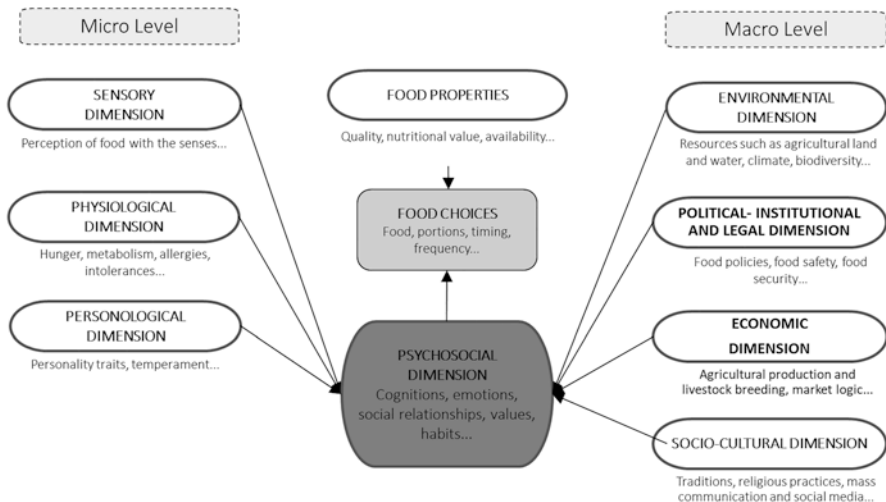 Micro Level
Macro Level
SENSORY
DIMENSION
Perception of food with the senses...
PHYSIOLOGICAL
DIMENSION
Hunger, metabolism, allergies,
intolerances...
PERSONOLOGICAL
DIMENSION
Personality traits, temperament...
FOOD PROPERTIES
Quality, nutritional value, availability...
FOOD CHOICES
Food, portions, timing,
frequency...
PSYCHOSOCIAL
DIMENSION
Cognitions, emotions,
social relationships, values,
habits...
ENVIRONMENTAL
DIMENSION
Resources such as agricultural land
and water, climate, biodiversity...
POLITICAL- INSTITUTIONAL
AND LEGAL DIMENSION
Food policies, food safety, food
security...
ECONOMIC
DIMENSION
Agricultural production and
livestock breeding, market logic...
SOCIO-CULTURAL DIMENSION
Traditions, religious practices, mass
communication and social media...